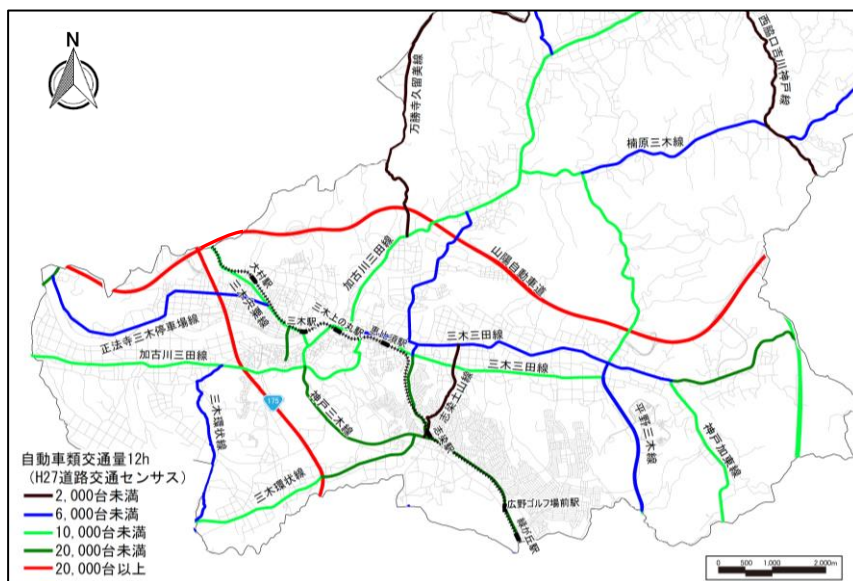 N
万勝寺久留美線
西脇口吉川神戸線
楠原三木線
加古川三田線
山陽自動車道
大村駅
三木宍粟線
三木駅
三木上の丸駅
恵比須駅
三木三田線
正法寺三木停車場線
加古川三田線
三木三田線
志染土山線
三木環状線
175
神戸三木線
志染駅
平野三木線
神戸加東線
三木環状線
広野ゴルフ場前駅
緑が丘駅
自動車類交通量12h
(H27道路交通センサス)
2,000台未満
6,000台未満
10,000台未満
20,000台未満
20,000台以上
0 500 1,000 2,000m